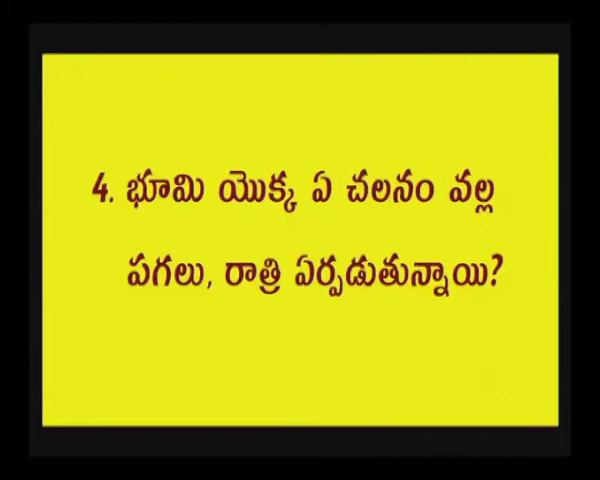 4. భూమి యొక్క ఏ చలనం వల్ల
పగలు, రాత్రి ఏర్పడుతున్నాయి?